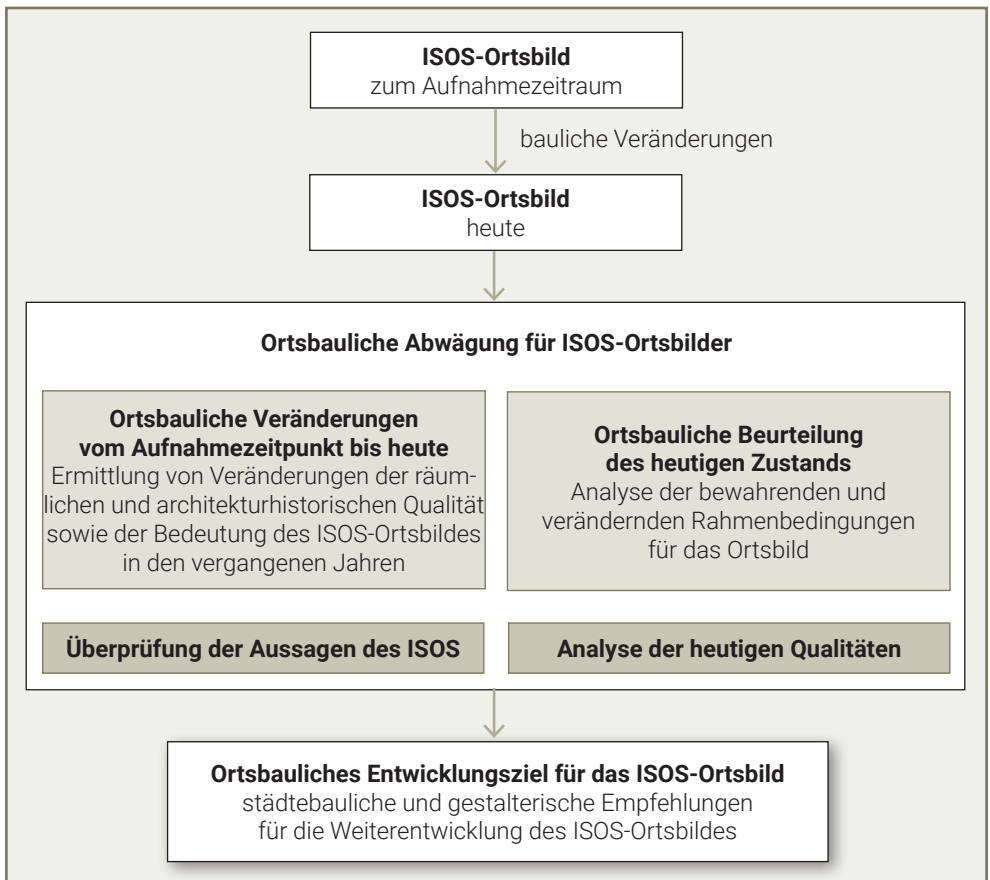 ISOS-Ortsbild
zum Aufnahmezeitraum
bauliche Veränderungen
ISOS-Ortsbild
heute
Ortsbauliche Abwägung für ISOS-Ortsbilder
Ortsbauliche Veränderungen
vom Aufnahmezeitpunkt bis heute
Ermittlung von Veränderungen der räum-
lichen und architekturhistorischen Qualität
sowie der Bedeutung des ISOS-Ortsbildes
in den vergangenen Jahren
Ortsbauliche Beurteilung
des heutigen Zustands
Analyse der bewahrenden und
verändernden Rahmenbedingungen
für das Ortsbild
Überprüfung der Aussagen des ISOS
Analyse der heutigen Qualitäten
Ortsbauliches Entwicklungsziel für das ISOS-Ortsbild
städtebauliche und gestalterische Empfehlungen
für die Weiterentwicklung des ISOS-Ortsbildes